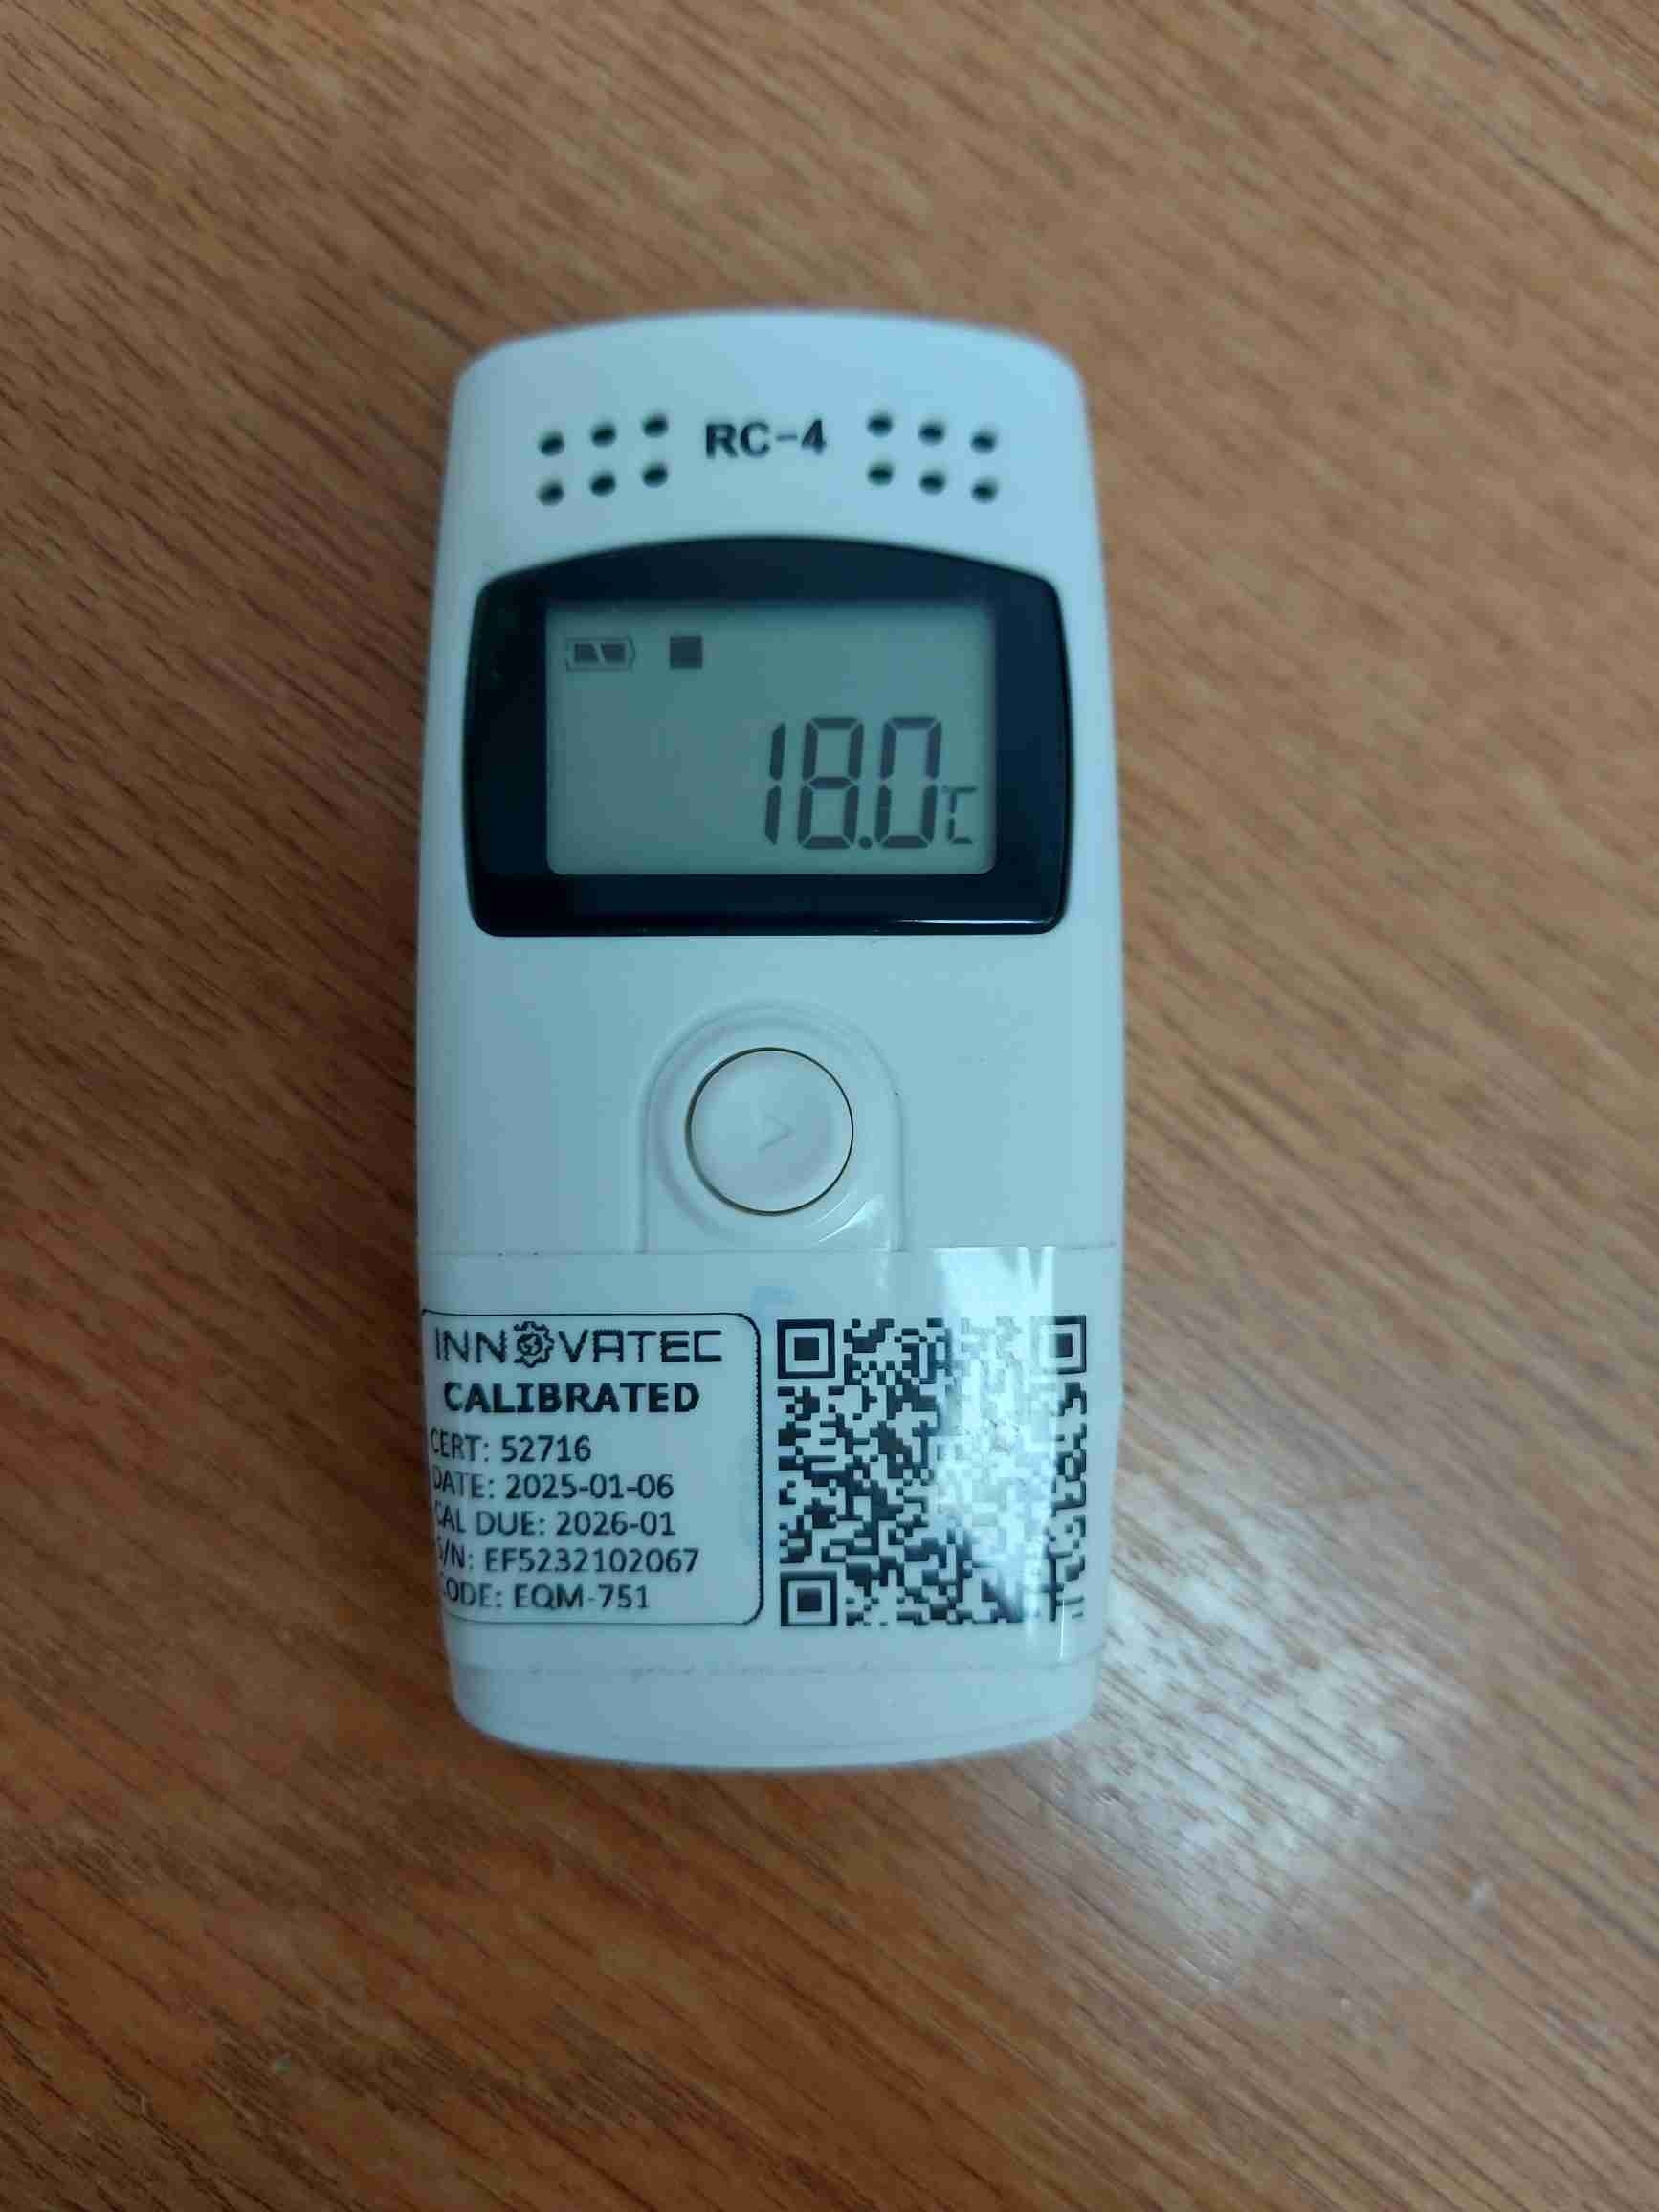 RC-4
18.0℃
INNOVATEC
CALIBRATED
CERT: 52716
DATE: 2025-01-06
CAL DUE: 2026-01
S/N: EF5232102067
CODE: EQM-751